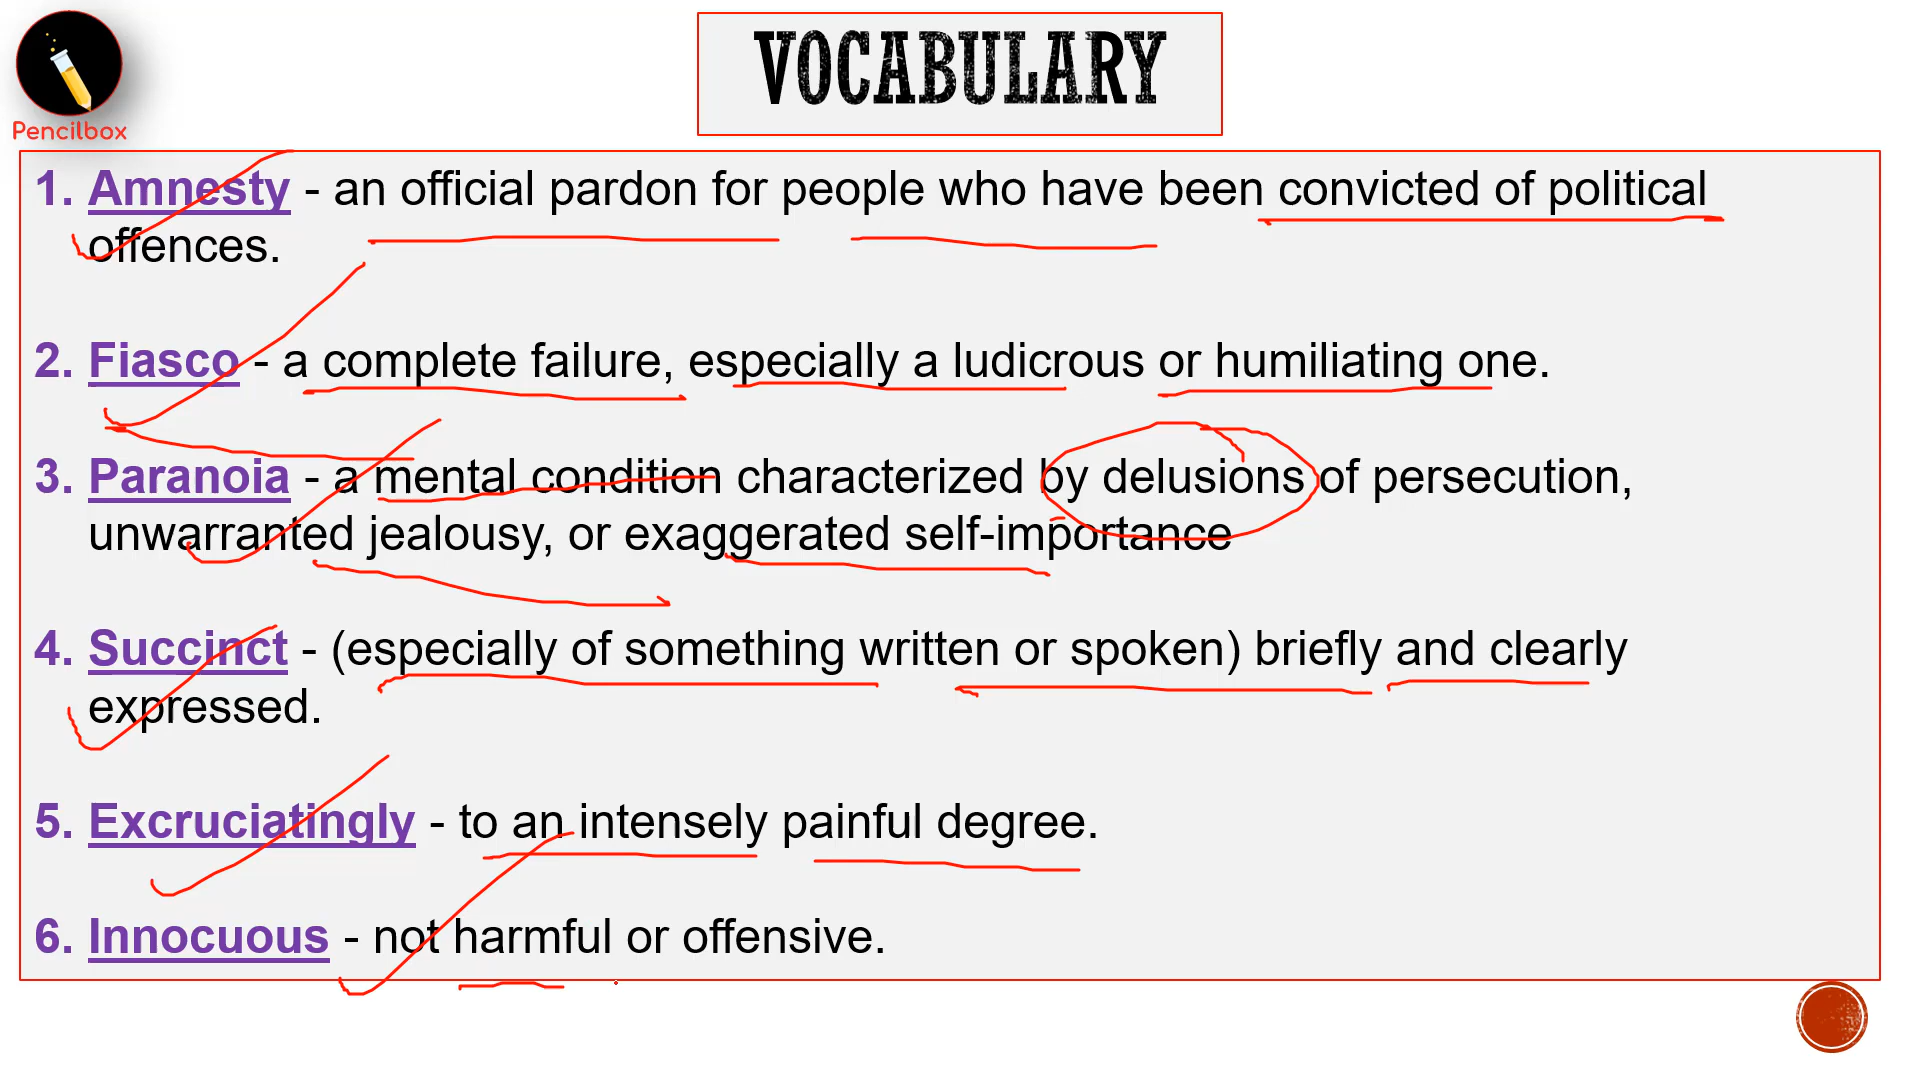 Pencilbox
VOCABULARY
1. Amnesty - an official pardon for people who have been convicted of political
offences.
2. Fiasco - a complete failure, especially a ludicrous or humiliating one.
3. Paranoia - a mental condition characterized by delusions of persecution,
unwarranted jealousy, or exaggerated self-importance
4. Succinct - (especially of something written or spoken) briefly and clearly
expressed.
5. Excruciatingly - to an intensely painful degree.
6. Innocuous - not harmful or offensive.